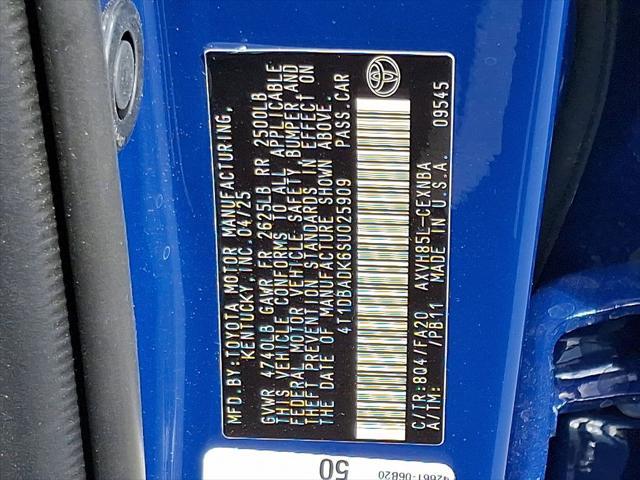 MFD.BY:TOYOTA MOTOR MANUFACTURING,
KENTUCKY, INC. 04/25
GVWR 4740LB GAWR FR 2625LB RR 2500LB
THIS VEHICLE CONFORMS TO ALL APPLICABLE
FEDERAL MOTOR VEHICLE SAFETY, BUMPER AND
THEFT PREVENTION STANDARDS IN EFFECT ON
THE DATE OF MANUFACTURE SHOWN ABOVE.
4T1DBADK6SU025909 PASS.CAR
C/TR:8Q4/FA20 AXVH85L-CEXNBA
A/TM: /PB11 MADE IN U.S.A. 09545
50
42661-06B20